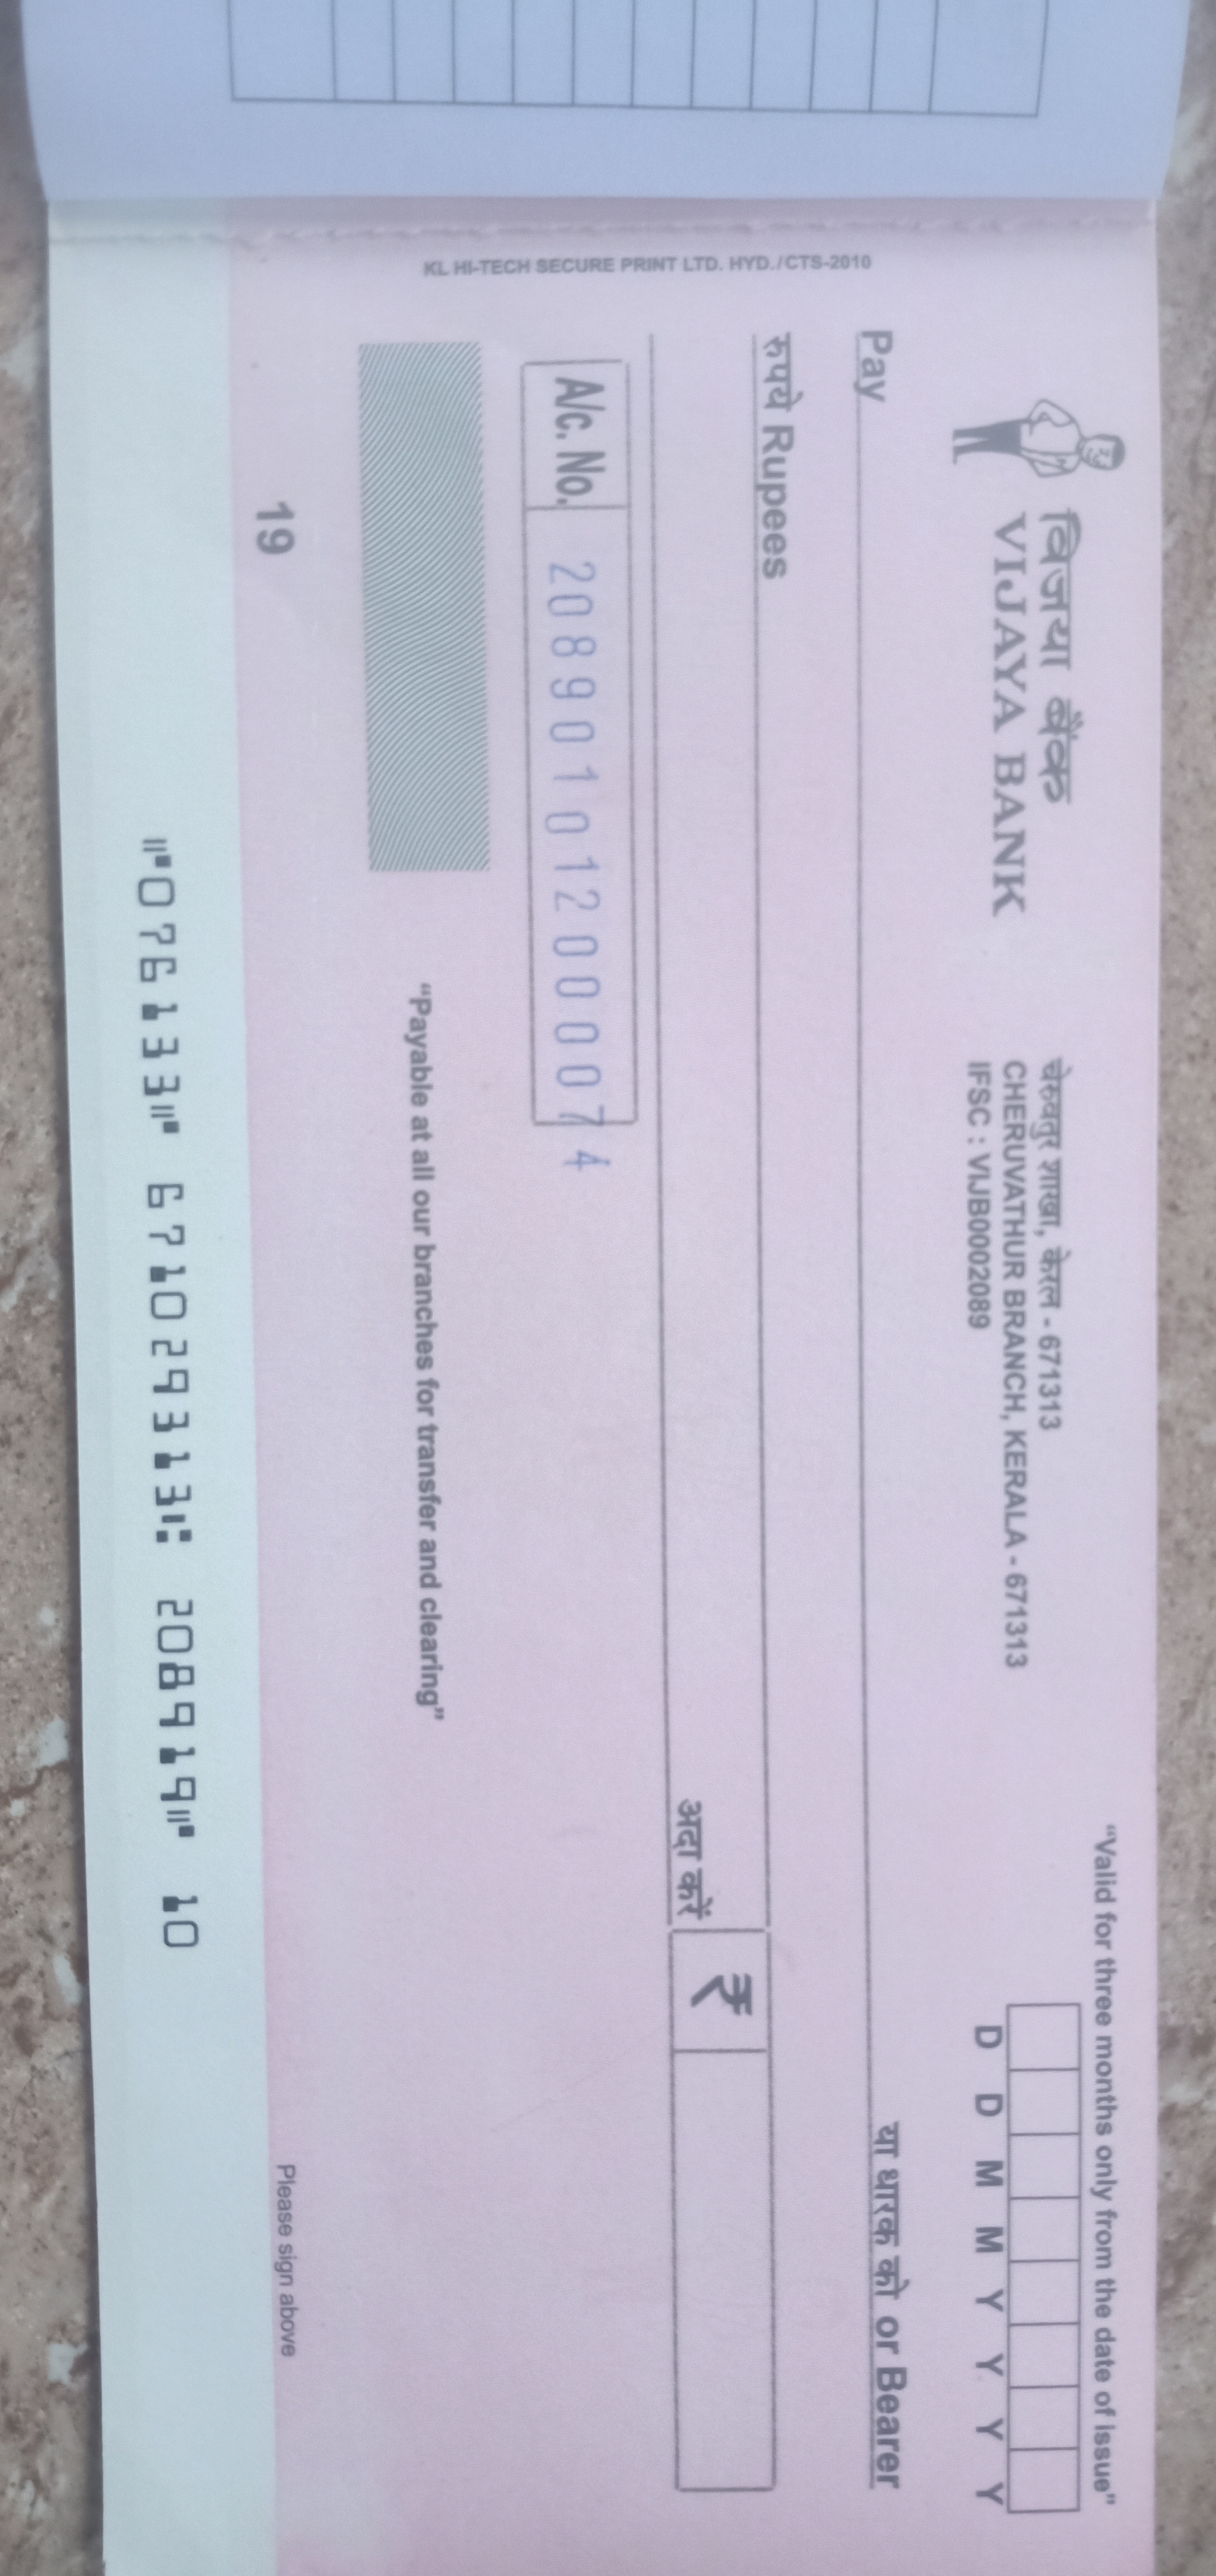 "Valid for three months only from the date of issue"
विजया बैंक
VIJAYA BANK
चेरुवतुर शाखा, केरल - 671313
CHERUVATHUR BRANCH, KERALA - 671313
IFSC : VIJB0002089
D D M M Y Y Y Y
Pay
या धारक को or Bearer
रुपये Rupees
अदा करें
₹
A/c. No. 208901012000074
"Payable at all our branches for transfer and clearing"
19
Please sign above
KL HI-TECH SECURE PRINT LTD. HYD./CTS-2010
⑈076133⑈ 671029313⑆ 208919⑈ 10